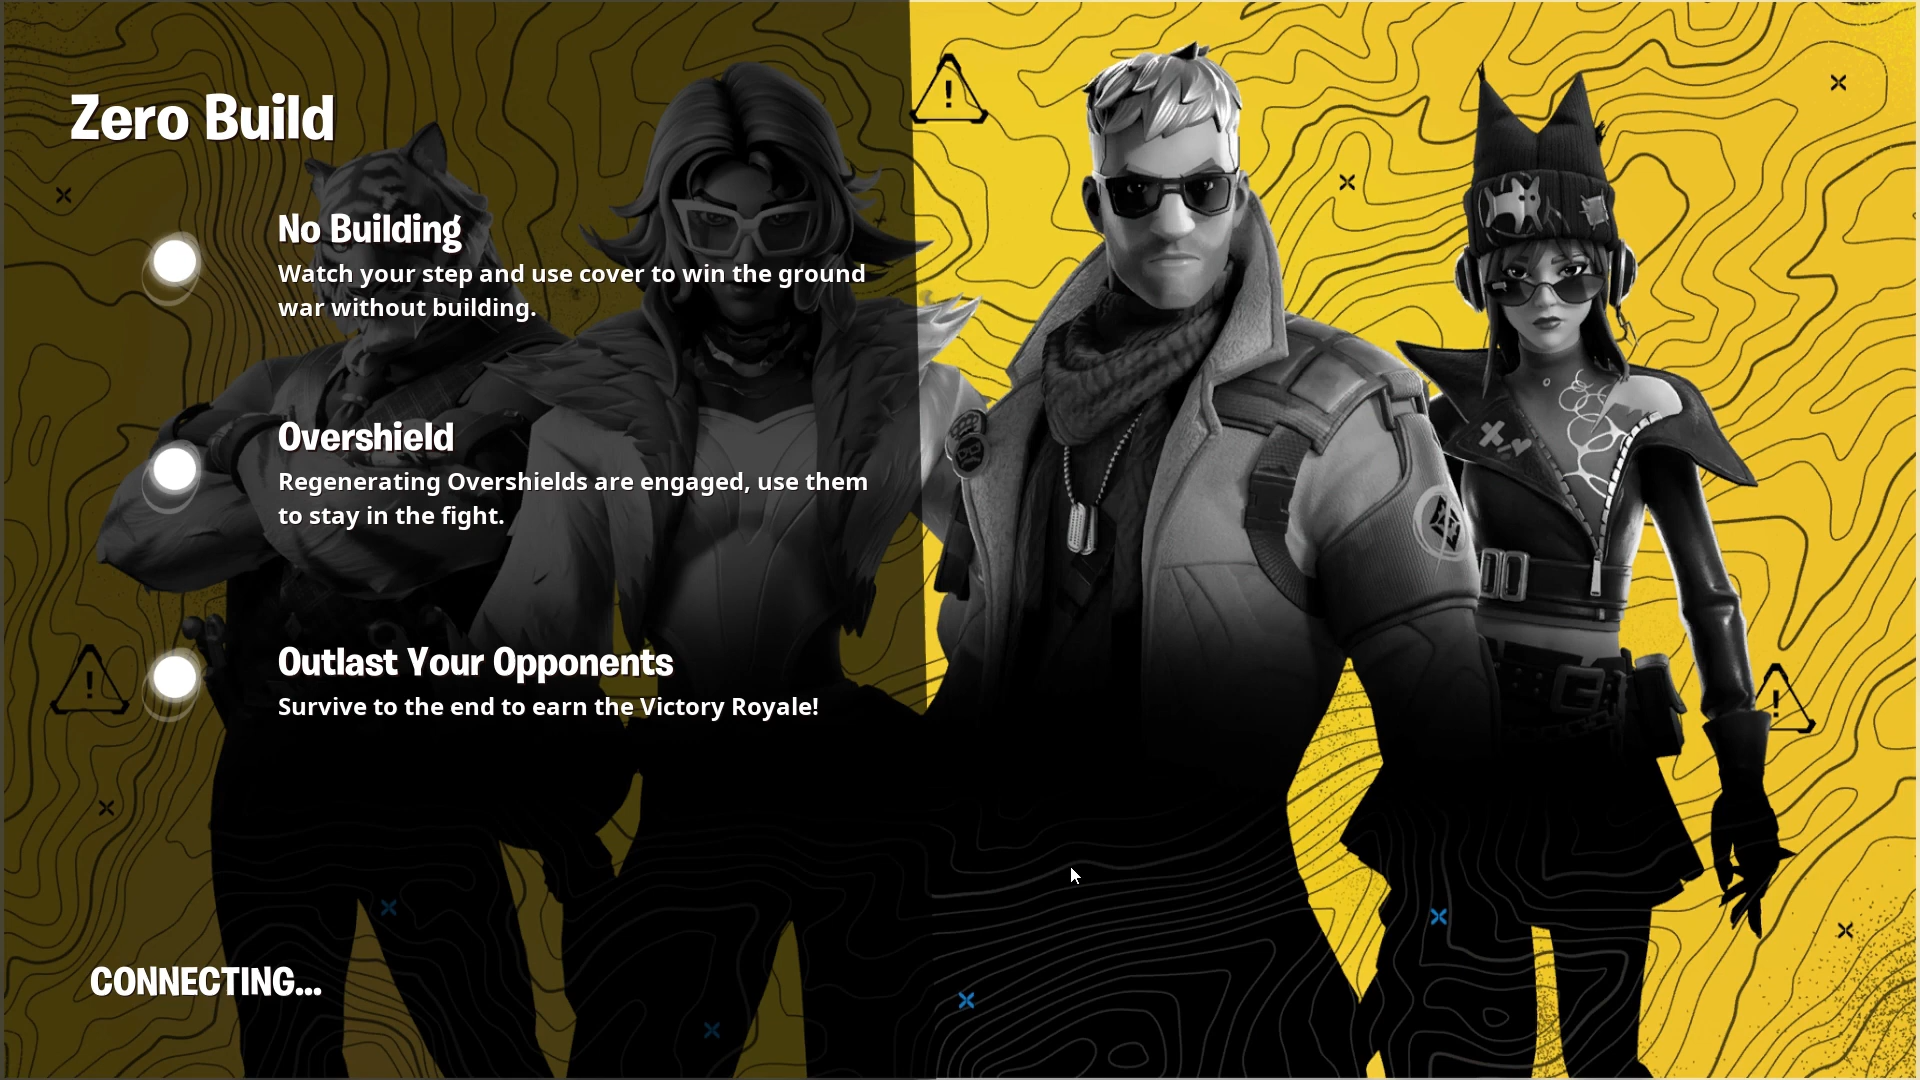 Zero Build
No Building
Watch your step and use cover to win the ground
war without building.
Overshield
Regenerating Overshields are engaged, use them
to stay in the fight.
Outlast Your Opponents
Survive to the end to earn the Victory Royale!
CONNECTING...